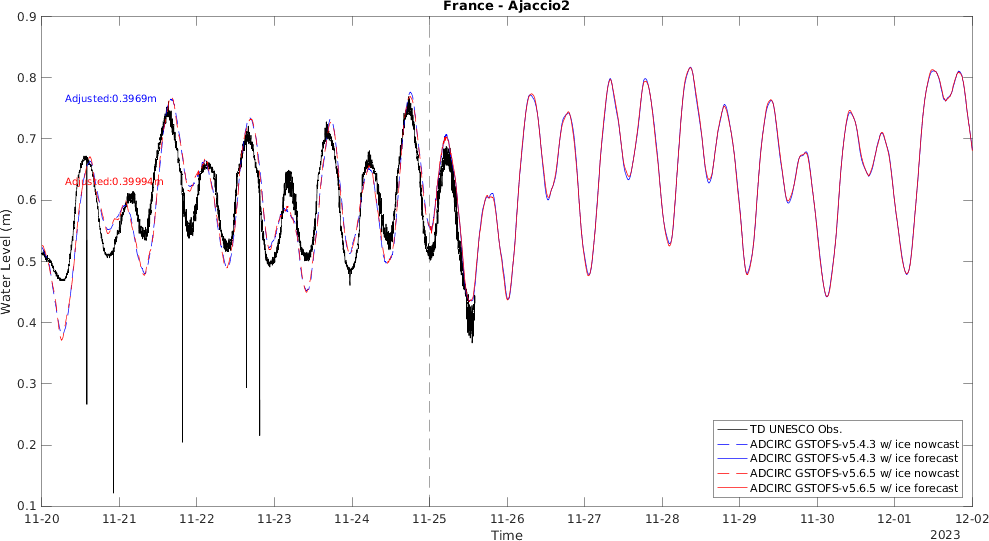 France - Ajaccio2
0.9
0.8
0.7
0.6
0.5
0.4
0.3
0.2
0.1
Water Level (m)
Adjusted:0.3969m
Adjusted:0.39994m
TD UNESCO Obs.
ADCIRC GSTOFS-v5.4.3 w/ ice nowcast
ADCIRC GSTOFS-v5.4.3 w/ ice forecast
ADCIRC GSTOFS-v5.6.5 w/ ice nowcast
ADCIRC GSTOFS-v5.6.5 w/ ice forecast
11-20 11-21 11-22 11-23 11-24 11-25 11-26 11-27 11-28 11-29 11-30 12-01 12-02
Time
2023